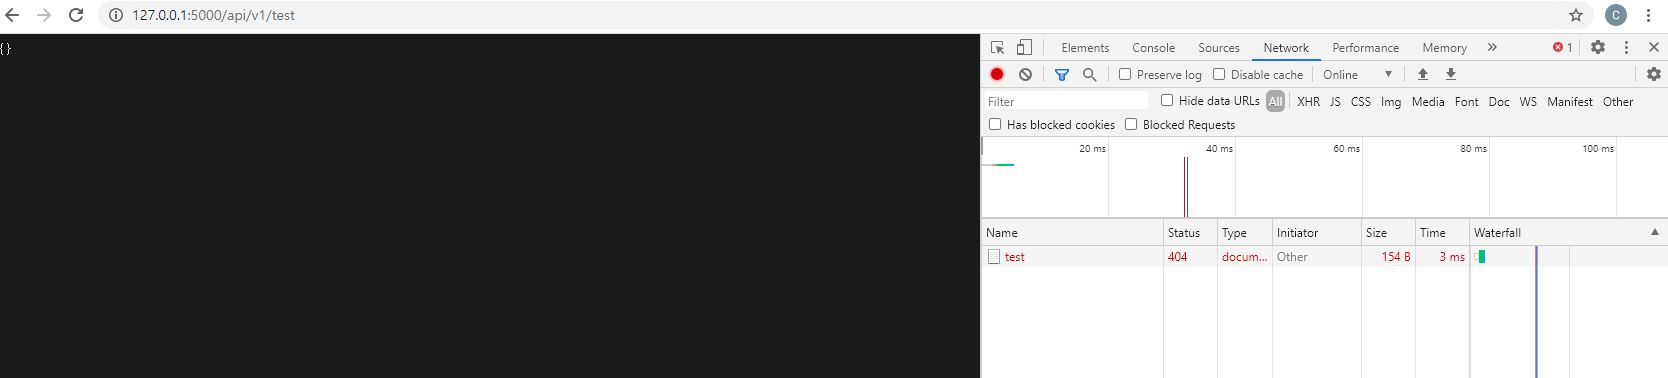 127.0.0.1:5000/api/v1/test
C
{}
Elements Console Sources Network Performance Memory » 1
Preserve log Disable cache Online
Filter Hide data URLs All XHR JS CSS Img Media Font Doc WS Manifest Other
Has blocked cookies Blocked Requests
20 ms 40 ms 60 ms 80 ms 100 ms
Name Status Type Initiator Size Time Waterfall
test 404 docum... Other 154 B 3 ms